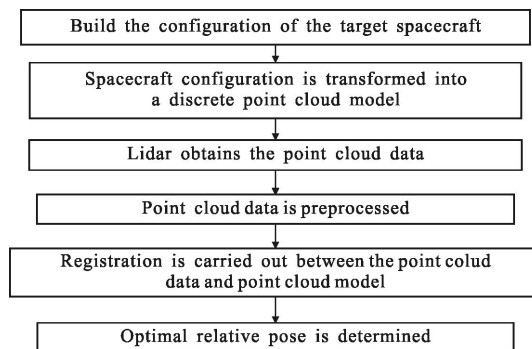 Build the configuration of the target spacecraft
Spacecraft configuration is transformed into
a discrete point cloud model
Lidar obtains the point cloud data
Point cloud data is preprocessed
Registration is carried out between the point colud
data and point cloud model
Optimal relative pose is determined